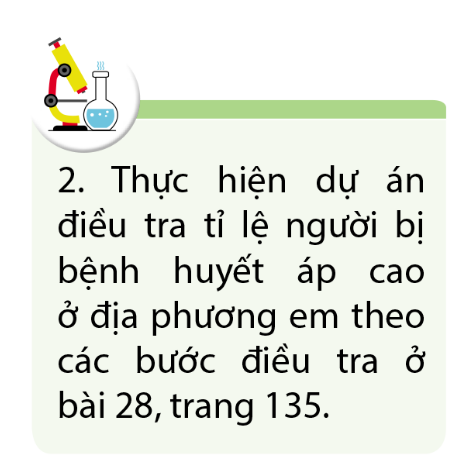 2. Thực hiện dự án
điều tra tỉ lệ người bị
bệnh huyết áp cao
ở địa phương em theo
các bước điều tra ở
bài 28, trang 135.